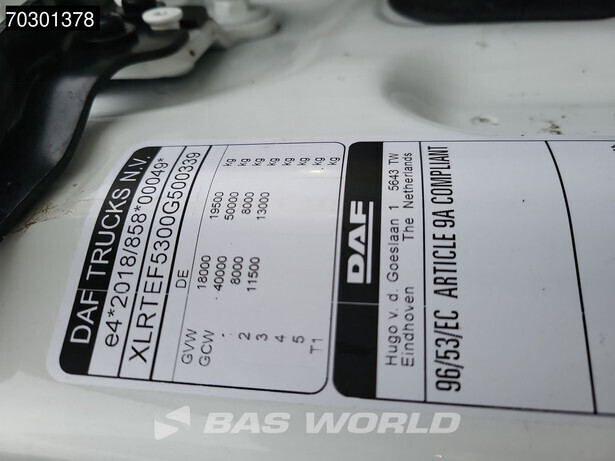 70301378
DAF TRUCKS N.V.
e4*2018/858*00049*
XLRTEF5300G500339
DE
GVW 18000 19500 kg
GCW 40000 50000 kg
1 - 8000 8000 kg
2 - 11500 13000 kg
3 - kg
4 kg
5 kg
T1 kg
DAF
Hugo v. d. Goeslaan 1 5643 TW
Eindhoven The Netherlands
96/53/EC ARTICLE 9A COMPLIANT
BAS WORLD